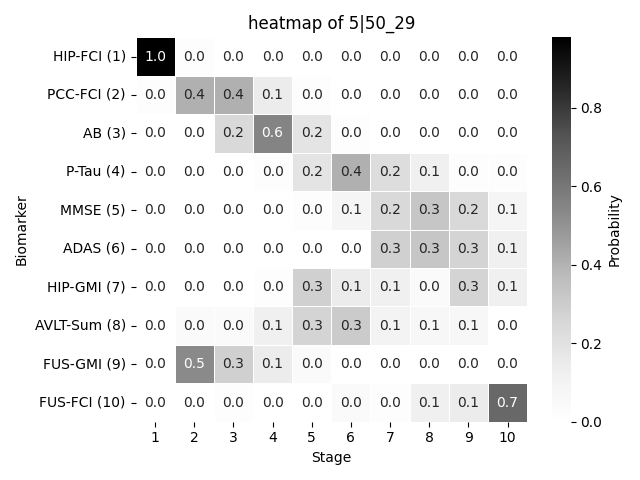 heatmap of 5|50_29
HIP-FCI (1) 1.0 0.0 0.0 0.0 0.0 0.0 0.0 0.0 0.0 0.0
PCC-FCI (2) 0.0 0.4 0.4 0.1 0.0 0.0 0.0 0.0 0.0 0.0
AB (3) 0.0 0.0 0.2 0.6 0.2 0.0 0.0 0.0 0.0 0.0
P-Tau (4) 0.0 0.0 0.0 0.0 0.2 0.4 0.2 0.1 0.0 0.0
MMSE (5) 0.0 0.0 0.0 0.0 0.0 0.1 0.2 0.3 0.2 0.1
ADAS (6) 0.0 0.0 0.0 0.0 0.0 0.0 0.3 0.3 0.3 0.1
HIP-GMI (7) 0.0 0.0 0.0 0.0 0.3 0.1 0.1 0.0 0.3 0.1
AVLT-Sum (8) 0.0 0.0 0.0 0.1 0.3 0.3 0.1 0.1 0.1 0.0
FUS-GMI (9) 0.0 0.5 0.3 0.1 0.0 0.0 0.0 0.0 0.0 0.0
FUS-FCI (10) 0.0 0.0 0.0 0.0 0.0 0.0 0.0 0.1 0.1 0.7
1 2 3 4 5 6 7 8 9 10
Stage
Biomarker
0.8
0.6
0.4
0.2
0.0
Probability